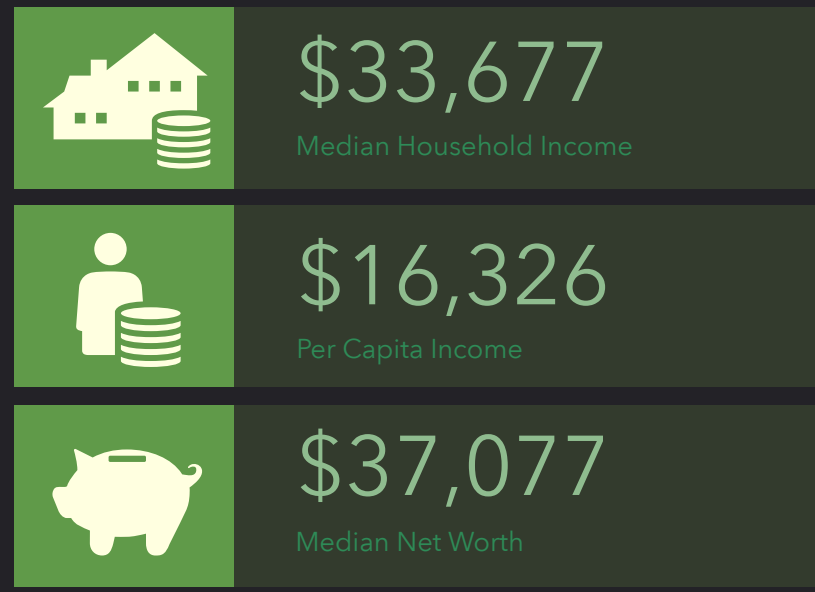 $33,677
Median Household Income
$16,326
Per Capita Income
$37,077
Median Net Worth